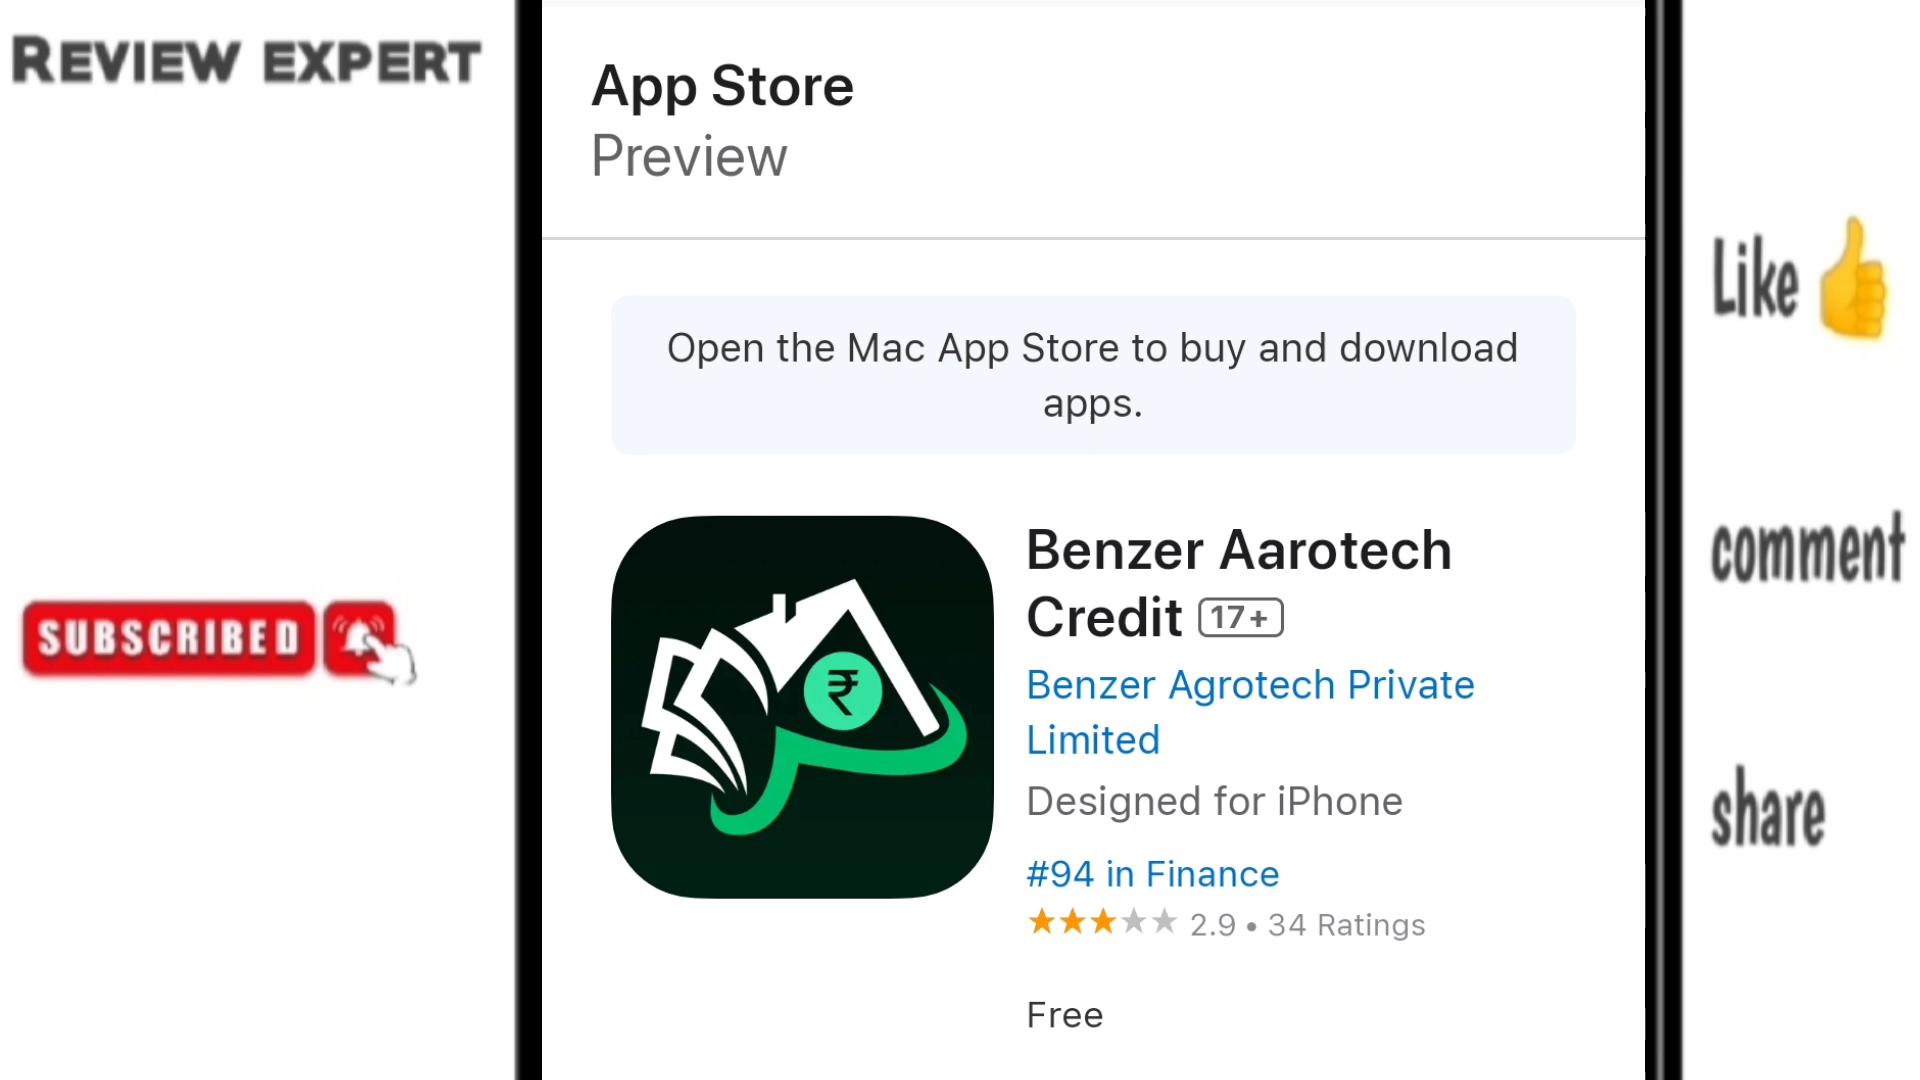 REVIEW EXPERT
App Store
Preview
Open the Mac App Store to buy and download
apps.
Benzer Aarotech
Credit 17+
Benzer Agrotech Private
Limited
Designed for iPhone
#94 in Finance
2.9 • 34 Ratings
Free
₹
SUBSCRIBED
Like
comment
share